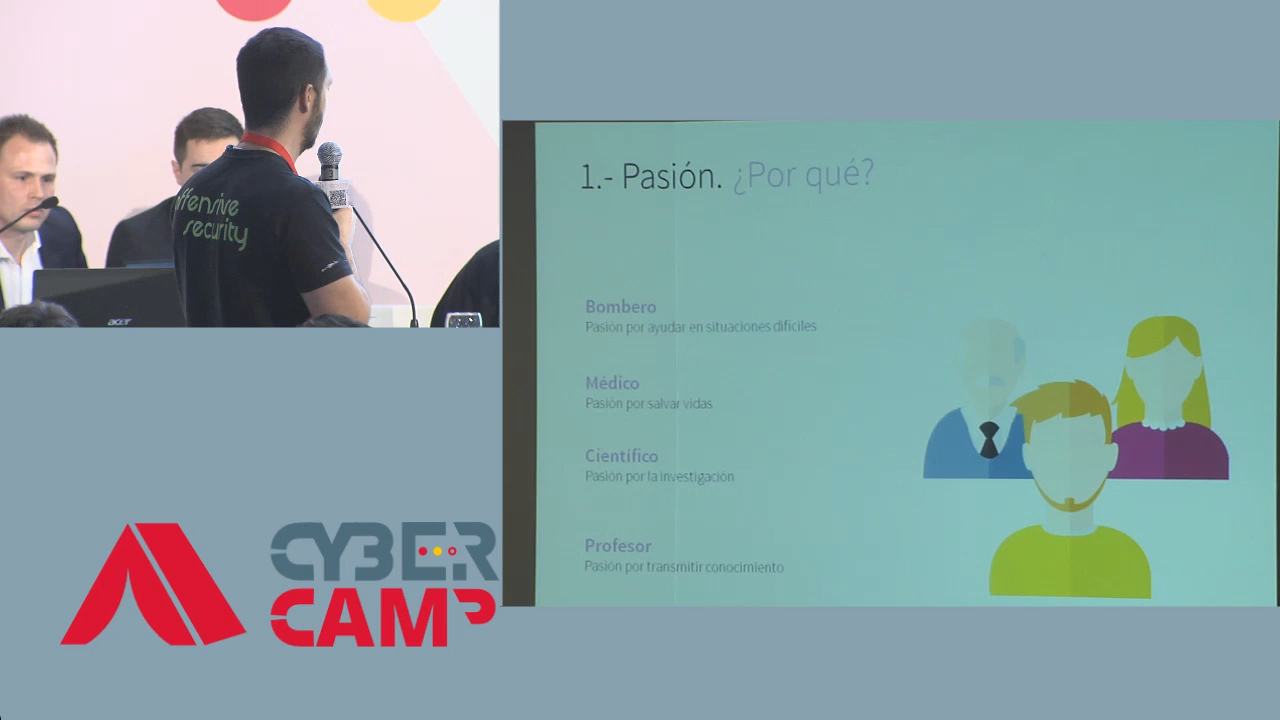 offensive
security
acer
1.- Pasión. ¿Por qué?
Bombero
Pasión por ayudar en situaciones difíciles
Médico
Pasión por salvar vidas
Científico
Pasión por la investigación
Profesor
Pasión por transmitir conocimiento
CYBER
CAMP